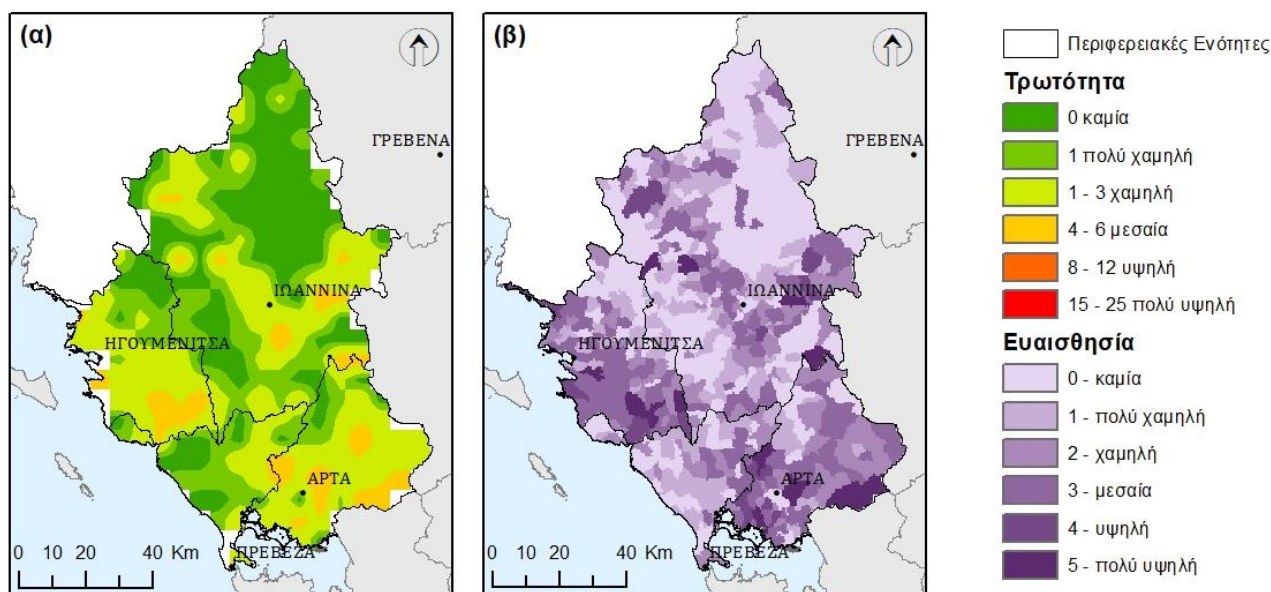 (α)
ΓΡΕΒΕΝΑ
ΙΩΑΝΝΙΝΑ
ΗΓΟΥΜΕΝΙΤΣΑ
ΑΡΤΑ
ΠΡΕΒΕΖΑ
0 10 20 40 Km
(β)
ΓΡΕΒΕΝΑ
ΙΩΑΝΝΙΝΑ
ΗΓΟΥΜΕΝΙΤΣΑ
ΑΡΤΑ
ΠΡΕΒΕΖΑ
0 10 20 40 Km
Περιφερειακές Ενότητες
Τρωτότητα
0 καμία
1 πολύ χαμηλή
1 - 3 χαμηλή
4 - 6 μεσαία
8 - 12 υψηλή
15 - 25 πολύ υψηλή
Ευαισθησία
0 - καμία
1 - πολύ χαμηλή
2 - χαμηλή
3 - μεσαία
4 - υψηλή
5 - πολύ υψηλή